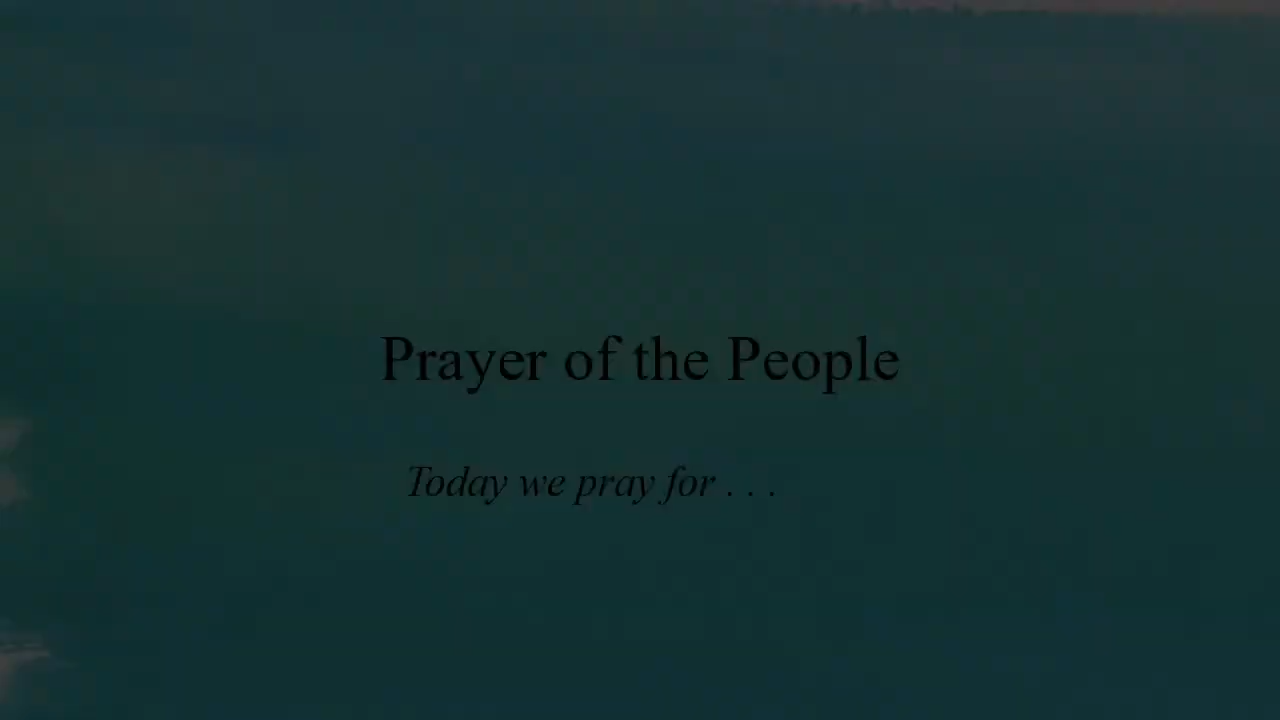 Prayer of the People
Today we pray for . . .